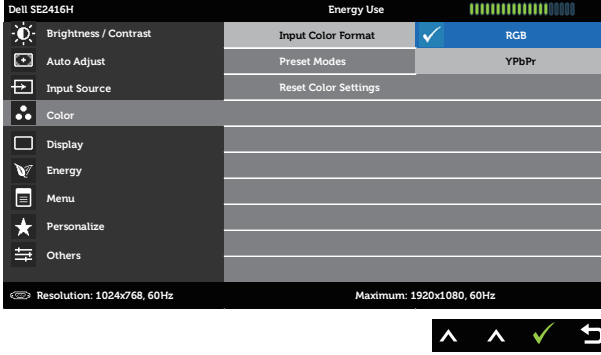 Dell SE2416H Energy Use
Brightness / Contrast Input Color Format RGB
Auto Adjust Preset Modes YPbPr
Input Source Reset Color Settings
Color
Display
Energy
Menu
Personalize
Others
Resolution: 1024x768, 60Hz Maximum: 1920x1080, 60Hz